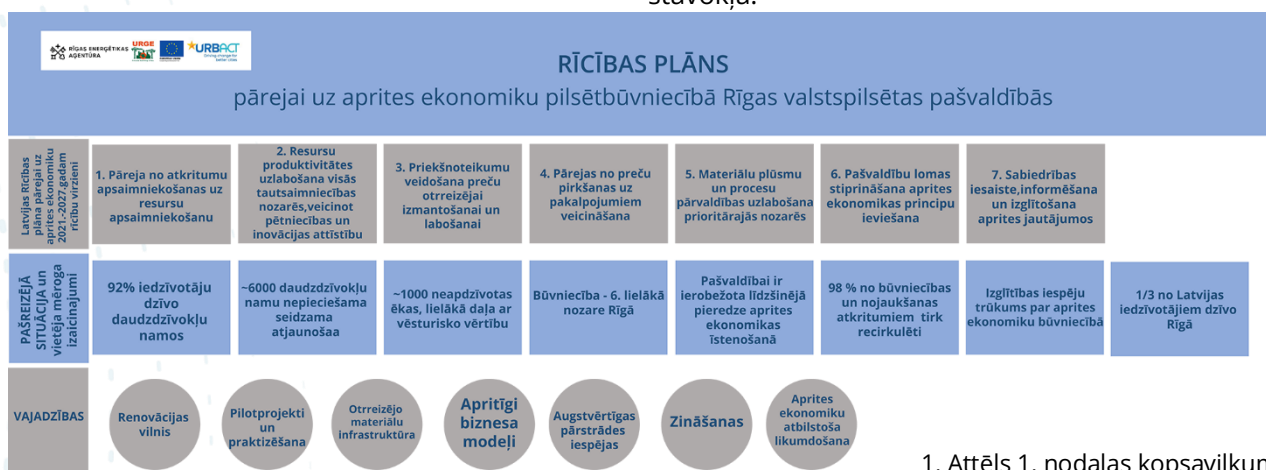 stāvokļa.
RĪGAS ENERGĒTIKAS
AĢENTŪRA
URGE
URBACT
Driving change for
better cities
RĪCĪBAS PLĀNS
pārejai uz aprites ekonomiku pilsētbūvniecībā Rīgas valstspilsētas pašvaldībās
Latvijas Rīcības
plāna pārejai uz
aprites ekonomiku
2021.-2027.gadam
rīcību virzieni
1. Pāreja no atkritumu
apsaimniekošanas uz
resursu
apsaimniekošanu
2. Resursu
produktivitātes
uzlabošana visās
tautsaimniecības
nozarēs,veicinot
pētniecības un
inovācijas attīstību
3. Priekšnoteikumu
veidošana preču
otrreizējai
izmantošanai un
labošanai
4. Pārejas no preču
pirkšanas uz
pakalpojumiem
veicināšana
5. Materiālu plūsmu
un procesu
pārvaldības uzlabošana
prioritārajās nozarēs
6. Pašvaldību lomas
stiprināšana aprites
ekonomikas principu
ieviešana
7. Sabiedrības
iesaiste,informēšana
un izglītošana
aprites jautājumos
PAŠREIZĒJĀ
SITUĀCIJA un
vietēja mēroga
izaicinajumi
92% iedzīvotāju
dzīvo
daudzdzīvokļu
namos
~6000 daudzdzīvokļu
namu nepieciešama
seidzama
atjaunošaa
~1000 neapdzīvotas
ēkas, lielākā daļa ar
vēsturisko vērtību
Būvniecība - 6. lielākā
nozare Rīgā
Pašvaldībai ir
ierobežota līdzšinējā
pieredze aprites
ekonomikas
īstenošanā
98 % no būvniecības
un nojaukšanas
atkritumiem tirk
recirkulēti
Izglītības iespēju
trūkums par aprites
ekonomiku būvniecībā
1/3 no Latvijas
iedzīvotājiem dzīvo
Rīgā
VAJADZĪBAS
Renovācijas
vilnis
Pilotprojekti
un
praktizēšana
Otrreizējo
materiālu
infrastruktūra
Apritīgi
biznesa
modeļi
Augstvērtīgas
pārstrādes
iespējas
Zināšanas
Aprites
ekonomiku
atbilstoša
likumdošana
1. Attēls 1. nodaļas